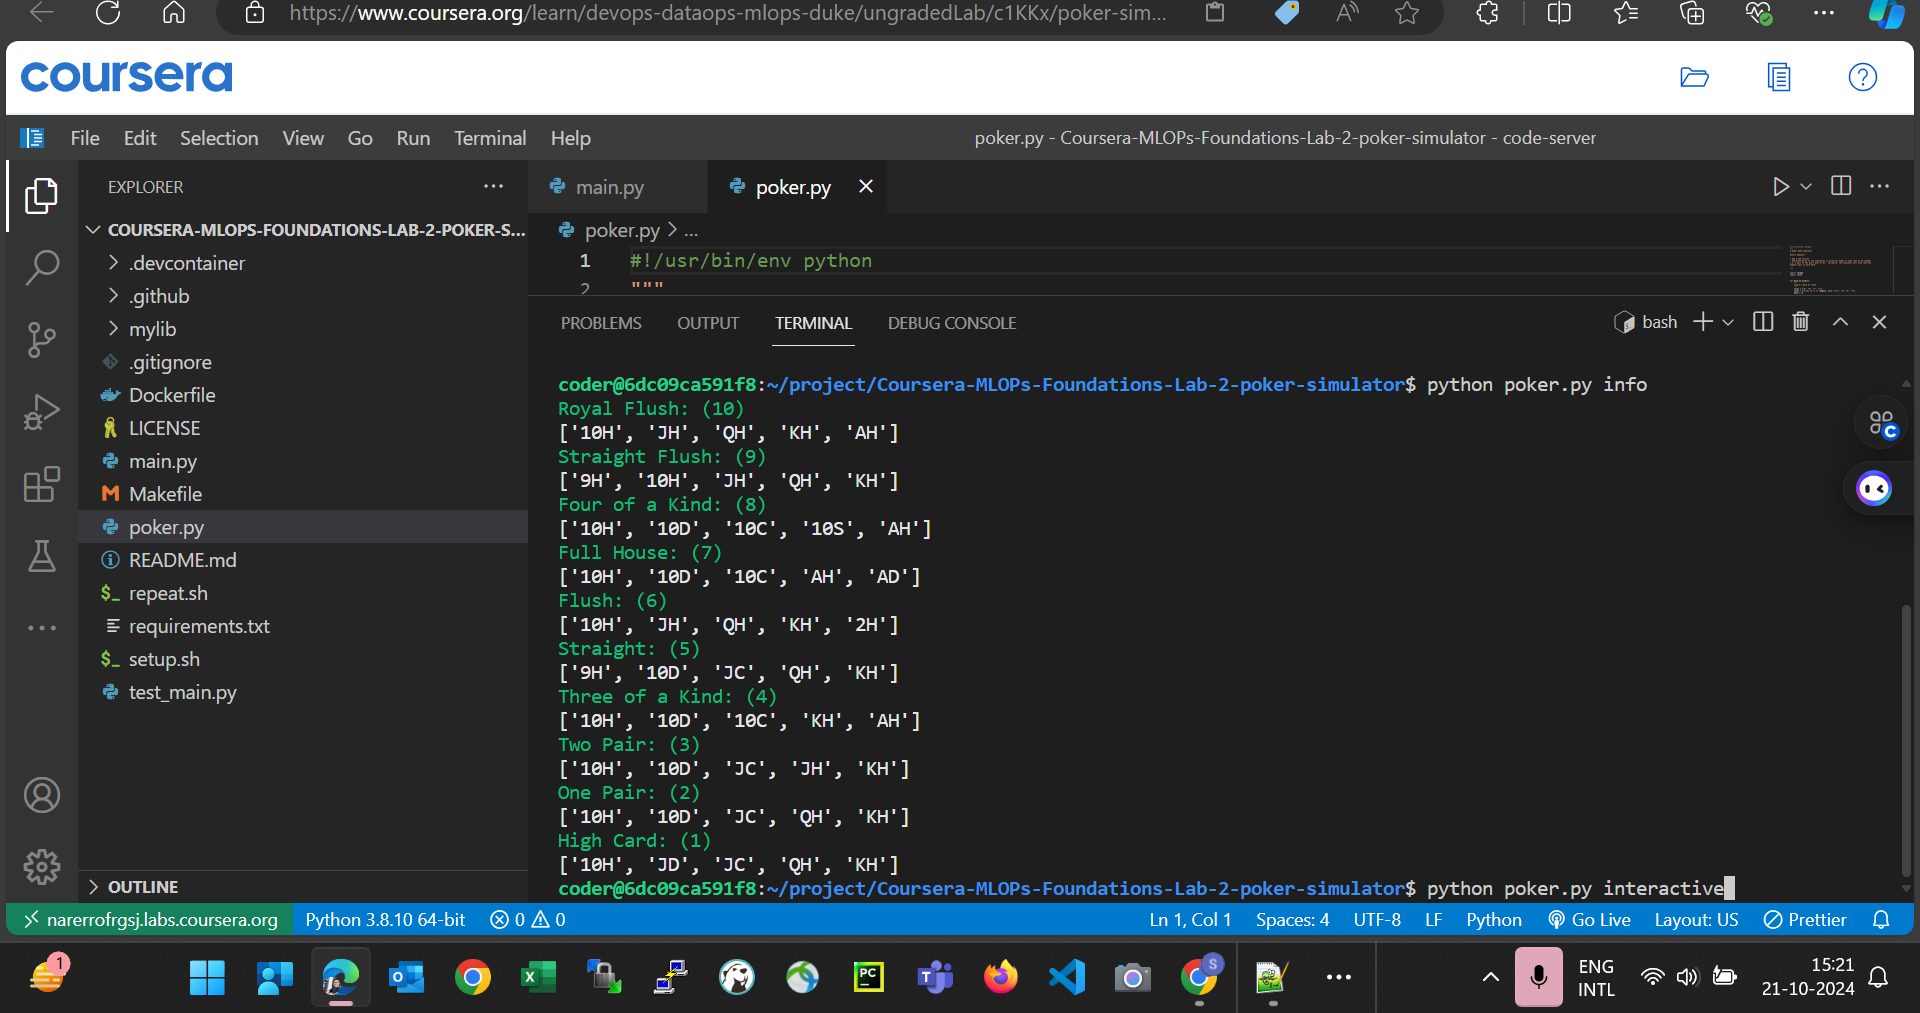 https://www.coursera.org/learn/devops-dataops-mlops-duke/ungradedLab/c1KKx/poker-sim...
coursera
File Edit Selection View Go Run Terminal Help
poker.py - Coursera-MLOPs-Foundations-Lab-2-poker-simulator - code-server
EXPLORER
COURSERA-MLOPS-FOUNDATIONS-LAB-2-POKER-S...
.devcontainer
.github
mylib
.gitignore
Dockerfile
LICENSE
main.py
Makefile
poker.py
README.md
repeat.sh
requirements.txt
setup.sh
test_main.py
OUTLINE
main.py
poker.py
poker.py > ...
1 #!/usr/bin/env python
2 """
PROBLEMS OUTPUT TERMINAL DEBUG CONSOLE
bash
coder@6dc09ca591f8:~/project/Coursera-MLOPs-Foundations-Lab-2-poker-simulator$ python poker.py info
Royal Flush: (10)
['10H', 'JH', 'QH', 'KH', 'AH']
Straight Flush: (9)
['9H', '10H', 'JH', 'QH', 'KH']
Four of a Kind: (8)
['10H', '10D', '10C', '10S', 'AH']
Full House: (7)
['10H', '10D', '10C', 'AH', 'AD']
Flush: (6)
['10H', 'JH', 'QH', 'KH', '2H']
Straight: (5)
['9H', '10D', 'JC', 'QH', 'KH']
Three of a Kind: (4)
['10H', '10D', '10C', 'KH', 'AH']
Two Pair: (3)
['10H', '10D', 'JC', 'JH', 'KH']
One Pair: (2)
['10H', '10D', 'JC', 'QH', 'KH']
High Card: (1)
['10H', 'JD', 'JC', 'QH', 'KH']
coder@6dc09ca591f8:~/project/Coursera-MLOPs-Foundations-Lab-2-poker-simulator$ python poker.py interactive
narerrofrgsj.labs.coursera.org Python 3.8.10 64-bit 0 0
Ln 1, Col 1 Spaces: 4 UTF-8 LF Python Go Live Layout: US Prettier
1
PC
S
ENG
INTL
15:21
21-10-2024